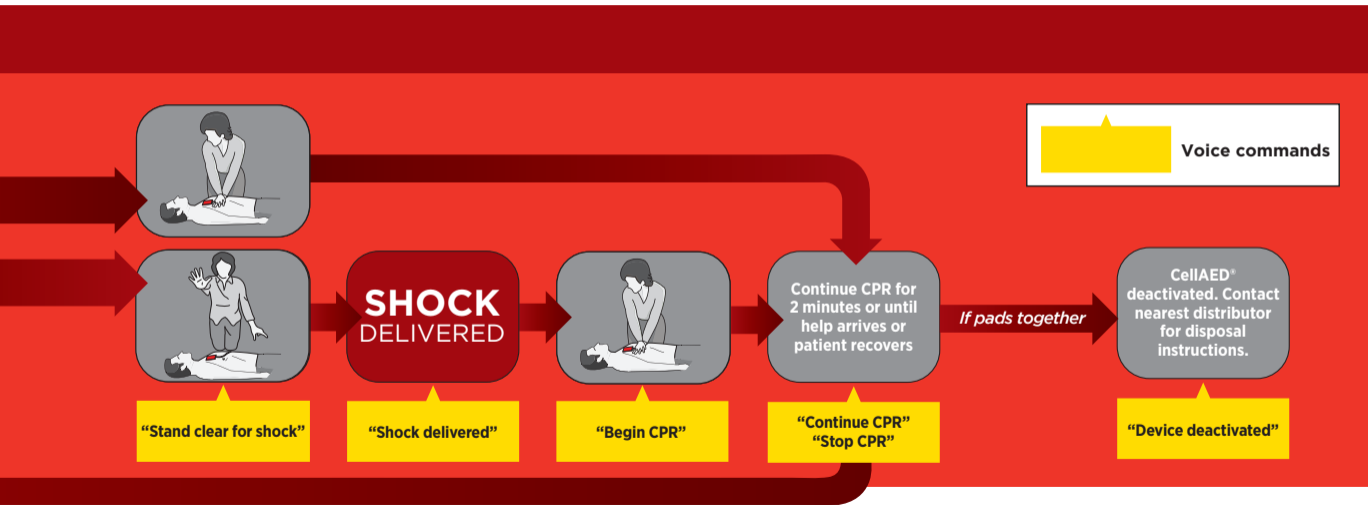 Voice commands
SHOCK
DELIVERED
Continue CPR for
2 minutes or until
help arrives or
patient recovers
If pads together
CellAED®
deactivated. Contact
nearest distributor
for disposal
instructions.
“Stand clear for shock”
“Shock delivered”
“Begin CPR”
“Continue CPR”
“Stop CPR”
“Device deactivated”